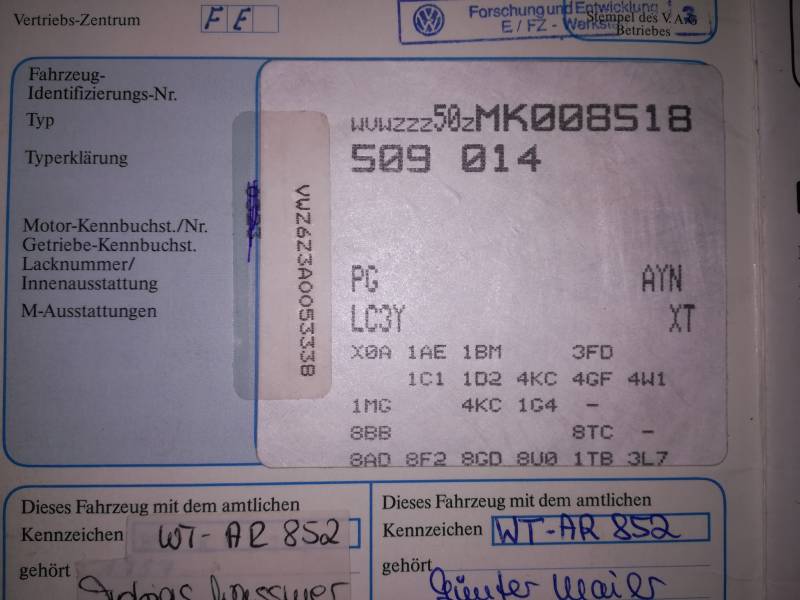 Vertriebs-Zentrum F E
Forschung und Entwicklung
E / FZ - Werkst
Stempel des V.A.G
Betriebes
Fahrzeug-
Identifizierungs-Nr.
WVWZZZ50ZMK008518
Typ
509 014
Typerklärung
VWZ6Z3A0053338
Motor-Kennbuchst./Nr.
Getriebe-Kennbuchst.
PG AYN
Lacknummer/
Innenausstattung
LC3Y XT
M-Ausstattungen
X0A 1AE 1BM 3FD
1C1 1D2 4KC 4GF 4W1
1MG 4KC 1G4 -
8BB 8TC -
8AD 8F2 8GD 8U0 1TB 3L7
Dieses Fahrzeug mit dem amtlichen
Kennzeichen WT-AR 852
gehört
Dieses Fahrzeug mit dem amtlichen
Kennzeichen WT-AR 852
gehört Günter Maier